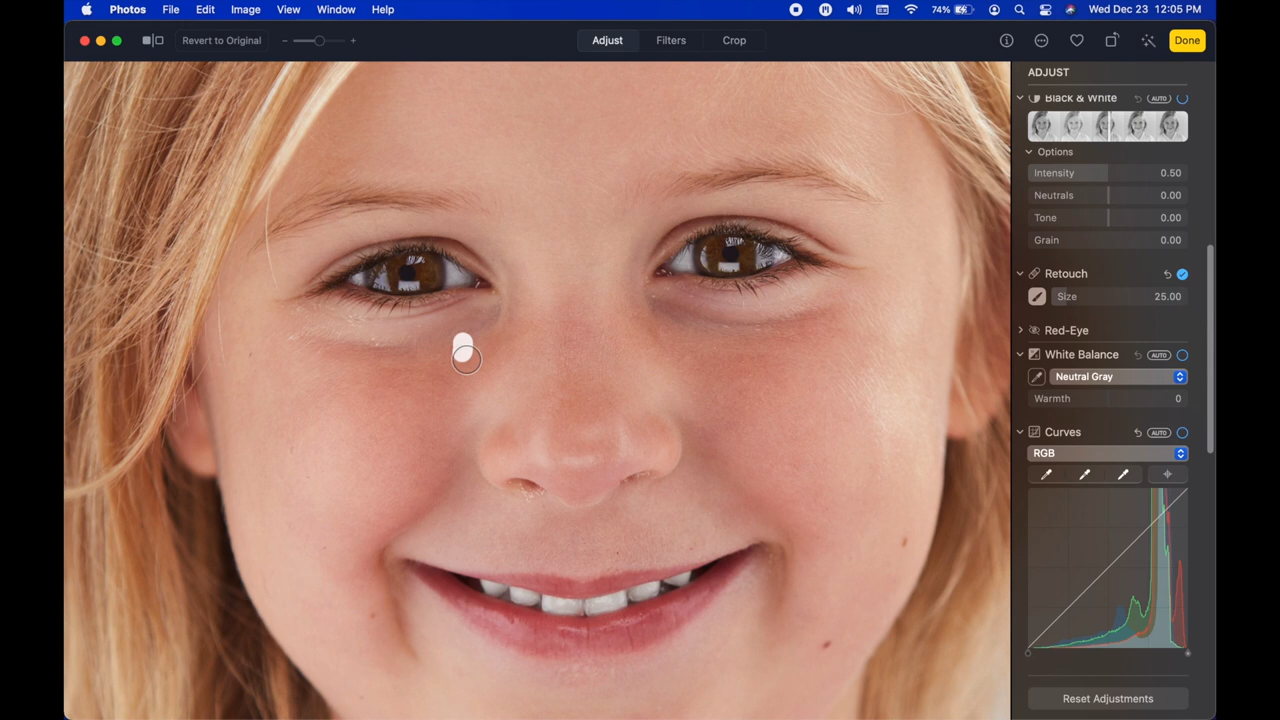 Photos File Edit Image View Window Help 74% Wed Dec 23 12:05 PM
Revert to Original − + Adjust Filters Crop Done
ADJUST
Black & White AUTO
Options
Intensity 0.50
Neutrals 0.00
Tone 0.00
Grain 0.00
Retouch
Size 25.00
Red-Eye
White Balance AUTO
Neutral Gray
Warmth 0
Curves AUTO
RGB
Reset Adjustments